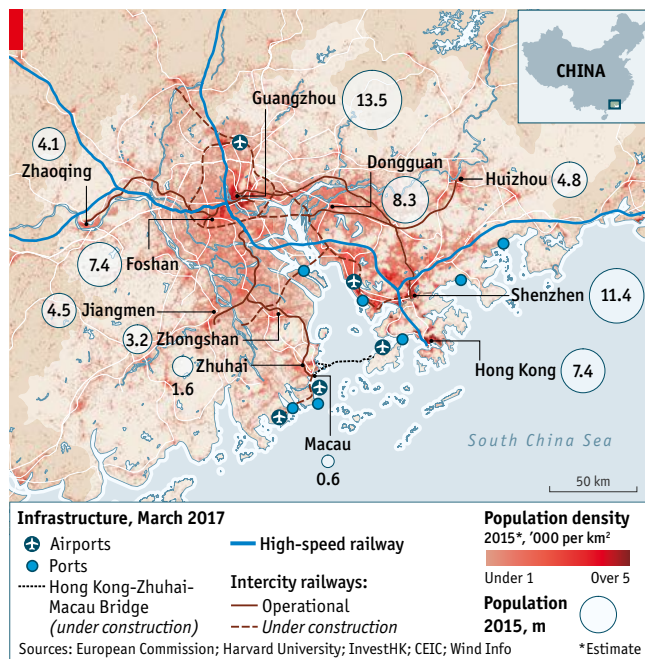 CHINA
Guangzhou
13.5
4.1
Zhaoqing
Dongguan
8.3
Huizhou
4.8
7.4
Foshan
4.5
Jiangmen
Shenzhen
11.4
3.2
Zhongshan
Zhuhai
1.6
Hong Kong
7.4
Macau
0.6
South China Sea
50 km
Infrastructure, March 2017
Airports
Ports
Hong Kong-Zhuhai-
Macau Bridge
(under construction)
High-speed railway
Intercity railways:
Operational
Under construction
Population density
2015*, '000 per km²
Under 1
Over 5
Population
2015, m
*Estimate
Sources: European Commission; Harvard University; InvestHK; CEIC; Wind Info